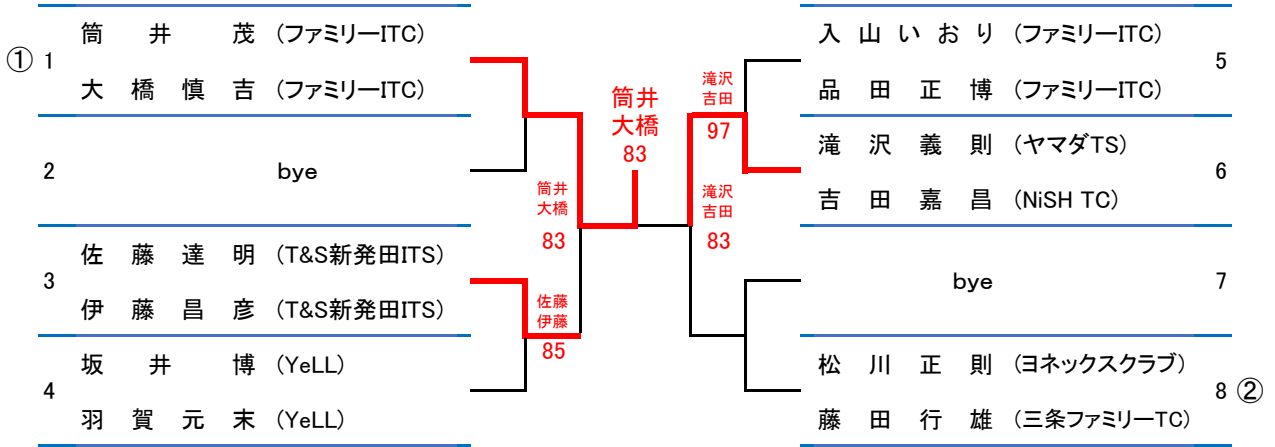 筒井 茂 (ファミリーITC)
① 1
大橋慎吉 (ファミリーITC)
2 bye
佐藤達明 (T&S新発田ITS)
3
伊藤昌彦 (T&S新発田ITS)
坂井 博 (YeLL)
4
羽賀元末 (YeLL)
筒井
大橋
83
佐藤
伊藤
85
筒井
大橋
83
滝沢
吉田
97
滝沢
吉田
83
入山いおり (ファミリーITC)
5
品田正博 (ファミリーITC)
滝沢義則 (ヤマダTS)
6
吉田嘉昌 (NiSH TC)
bye 7
松川正則 (ヨネックスクラブ)
8 ②
藤田行雄 (三条ファミリーTC)